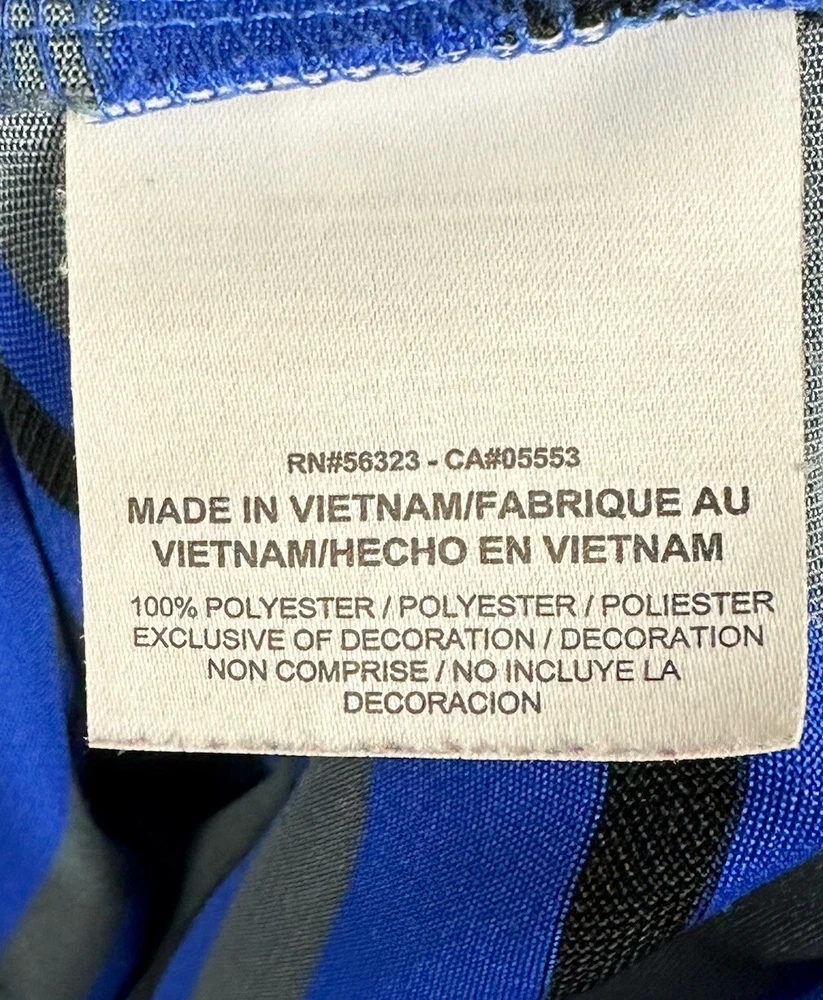 RN#56323 - CA#05553
MADE IN VIETNAM/FABRIQUE AU
VIETNAM/HECHO EN VIETNAM
100% POLYESTER / POLYESTER / POLIESTER
EXCLUSIVE OF DECORATION / DECORATION
NON COMPRISE / NO INCLUYE LA
DECORACION